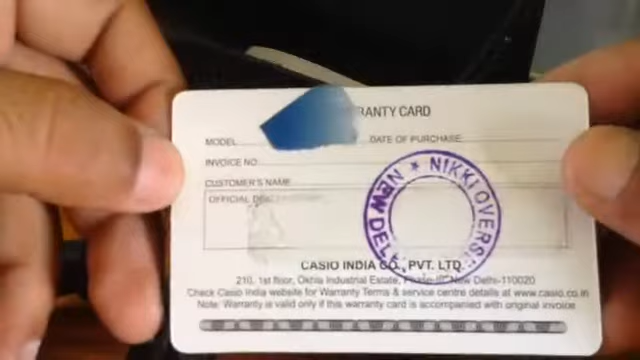 RANTY CARD
MODEL DATE OF PURCHASE
INVOICE NO
CUSTOMER'S NAME
OFFICIAL
NIKKI OVERS
NEW DEL
CASIO INDIA CO., PVT. LTD.
210, 1st floor, Okhla Industrial Estate, Phase-III, New Delhi-110020
Check Casio India website for Warranty Terms & service centre details at www.casio.co.in
Note: Warranty is valid only if this warranty card is accompanied with original invoice